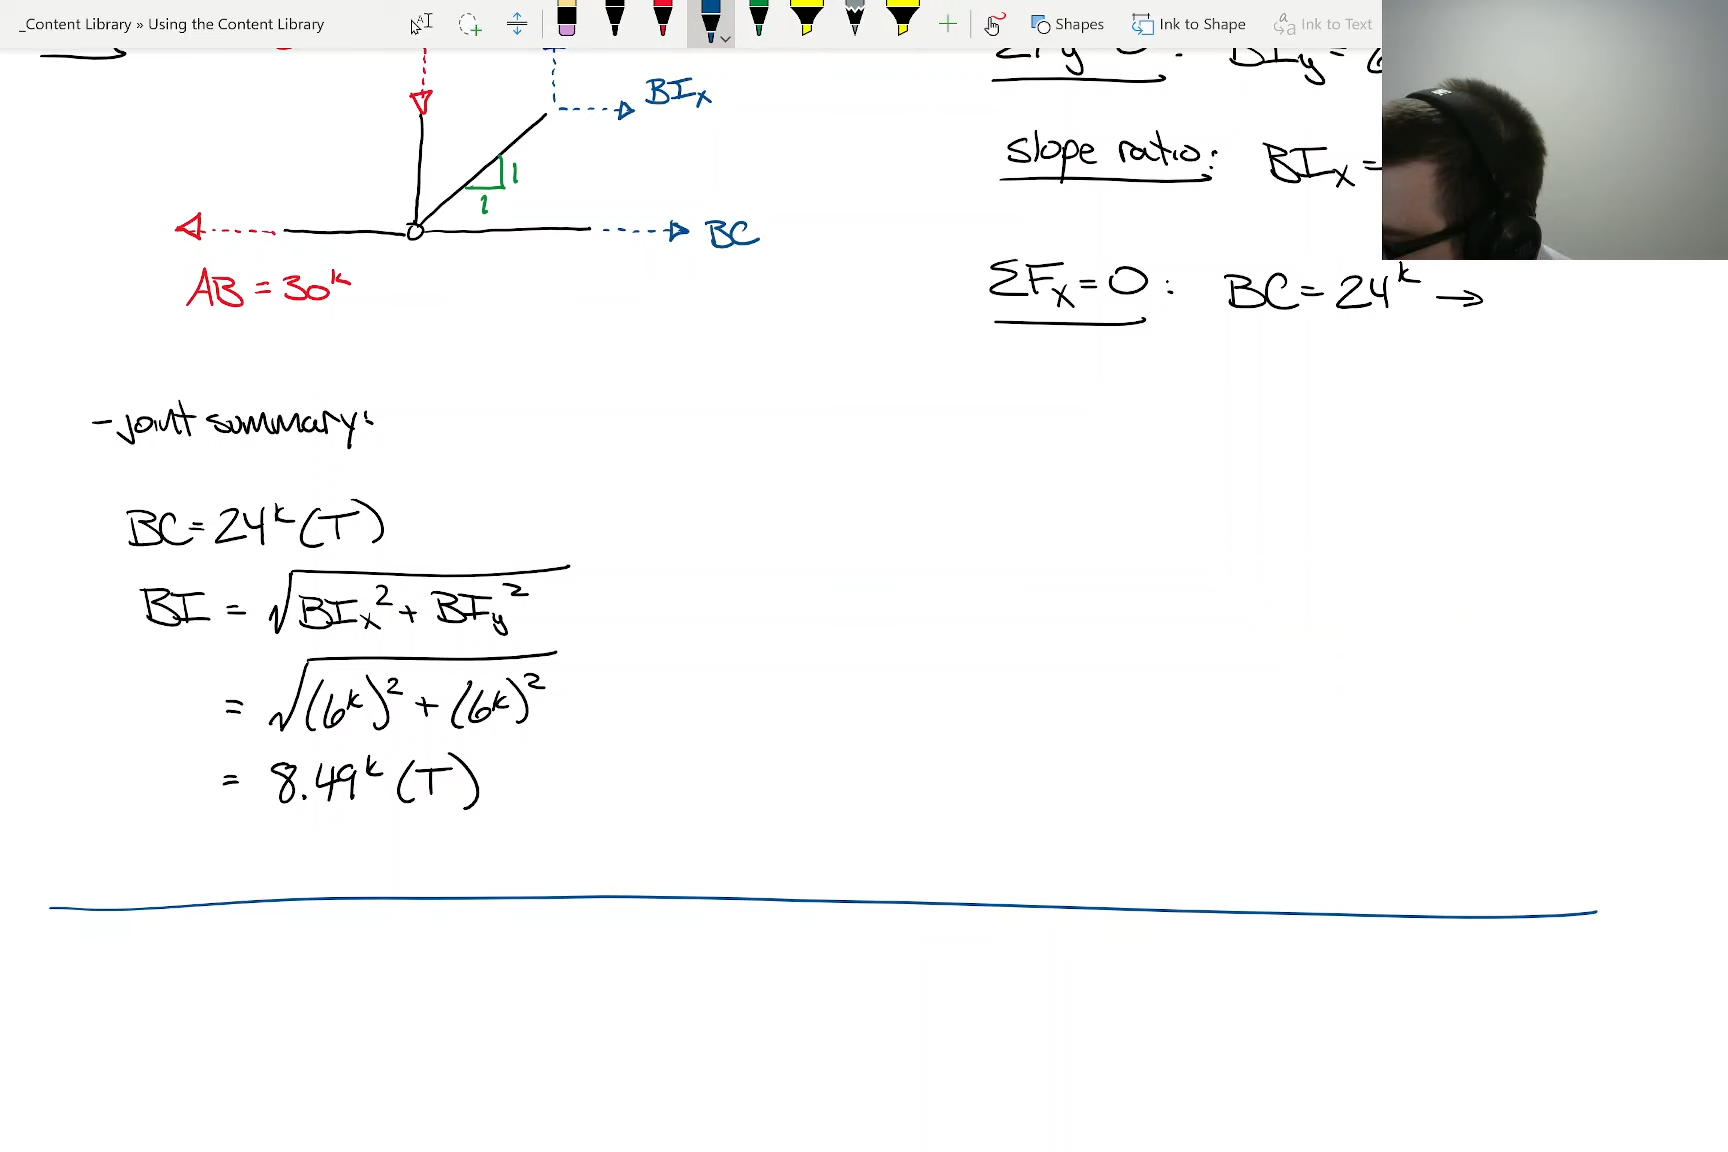 _Content Library » Using the Content Library
Shapes
Ink to Shape
Ink to Text
BIx
1
1
BC
AB = 30ᵏ
slope ratio: BIx =
ΣFx = 0 : BC = 24ᵏ →
- joint summary:
BC = 24ᵏ (T)
BI = √BIx² + BIy²
= √(6ᵏ)² + (6ᵏ)²
= 8.49ᵏ (T)